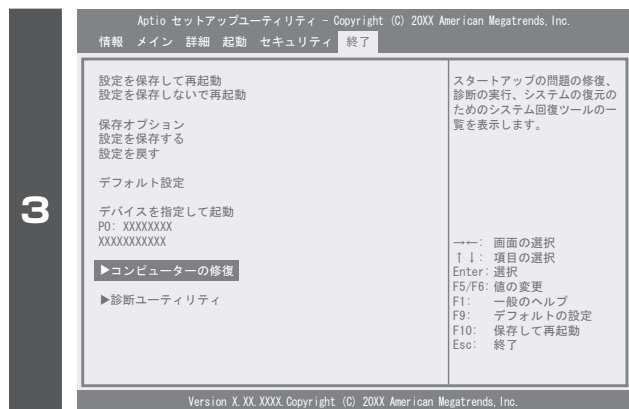 3
Aptio セットアップユーティリティ - Copyright (C) 20XX American Megatrends, Inc.
情報 メイン 詳細 起動 セキュリティ 終了
設定を保存して再起動
設定を保存しないで再起動
保存オプション
設定を保存する
設定を戻す
デフォルト設定
デバイスを指定して起動
PO: XXXXXXXX
XXXXXXXXXXX
▶コンピューターの修復
▶診断ユーティリティ
スタートアップの問題の修復、
診断の実行、システムの復元の
ためのシステム回復ツールの一
覧を表示します。
→←: 画面の選択
↑↓: 項目の選択
Enter: 選択
F5/F6: 値の変更
F1: 一般のヘルプ
F9: デフォルトの設定
F10: 保存して再起動
Esc: 終了
Version X.XX.XXXX.Copyright (C) 20XX American Megatrends, Inc.